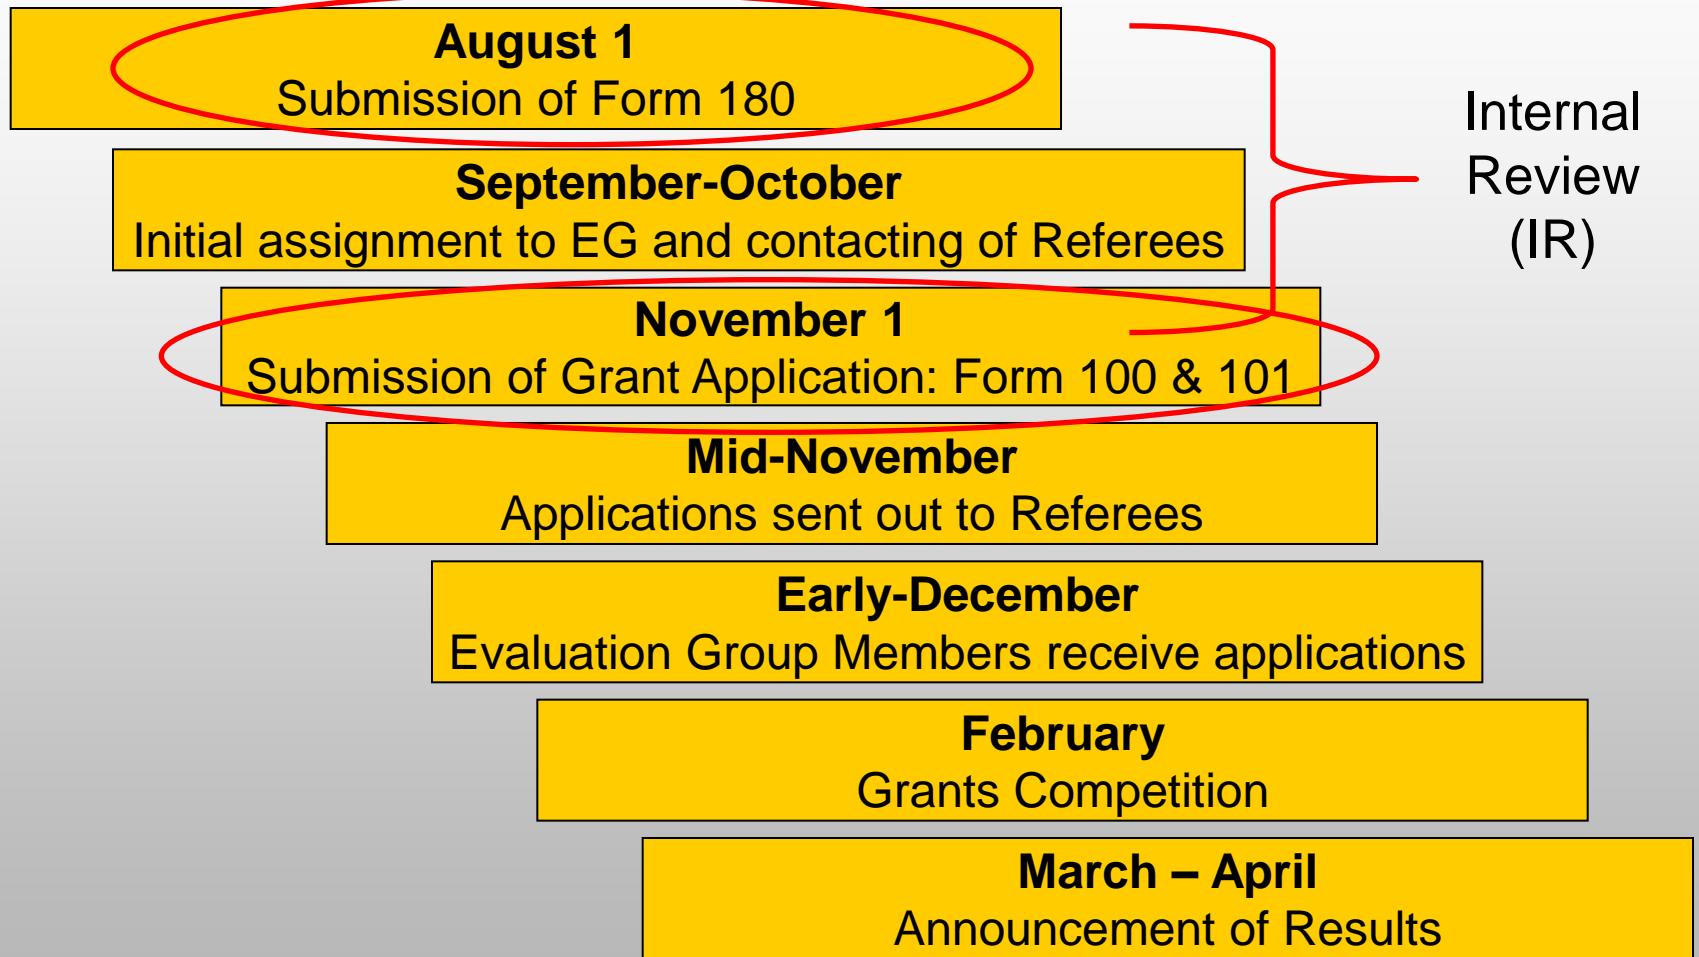 August 1
Submission of Form 180
Internal
Review
(IR)
September-October
Initial assignment to EG and contacting of Referees
November 1
Submission of Grant Application: Form 100 & 101
Mid-November
Applications sent out to Referees
Early-December
Evaluation Group Members receive applications
February
Grants Competition
March – April
Announcement of Results